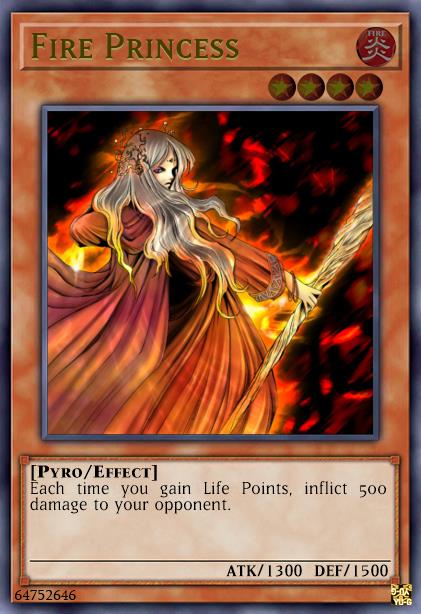 Fire Princess
FIRE
炎
[Pyro/Effect]
Each time you gain Life Points, inflict 500
damage to your opponent.
ATK/1300 DEF/1500
64752646